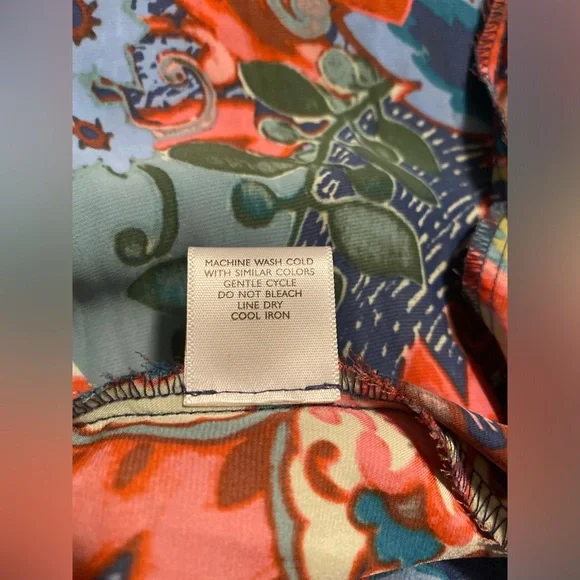 MACHINE WASH COLD
WITH SIMILAR COLORS
GENTLE CYCLE
DO NOT BLEACH
LINE DRY
COOL IRON